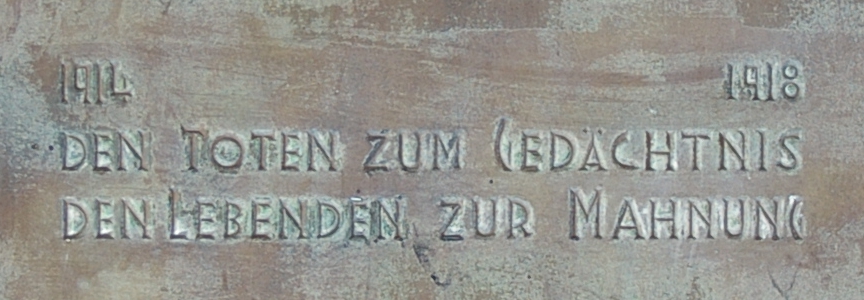 1914 1918
DEN TOTEN ZUM GEDÄCHTNIS
DEN LEBENDEN ZUR MAHNUNG